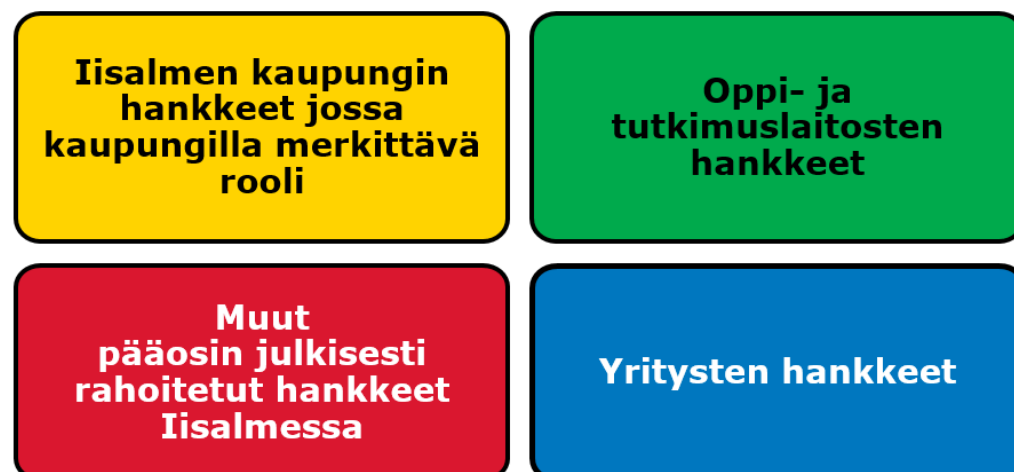 Iisalmen kaupungin
hankkeet jossa
kaupungilla merkittävä
rooli
Oppi- ja
tutkimuslaitosten
hankkeet
Muut
pääosin julkisesti
rahoitetut hankkeet
Iisalmessa
Yritysten hankkeet